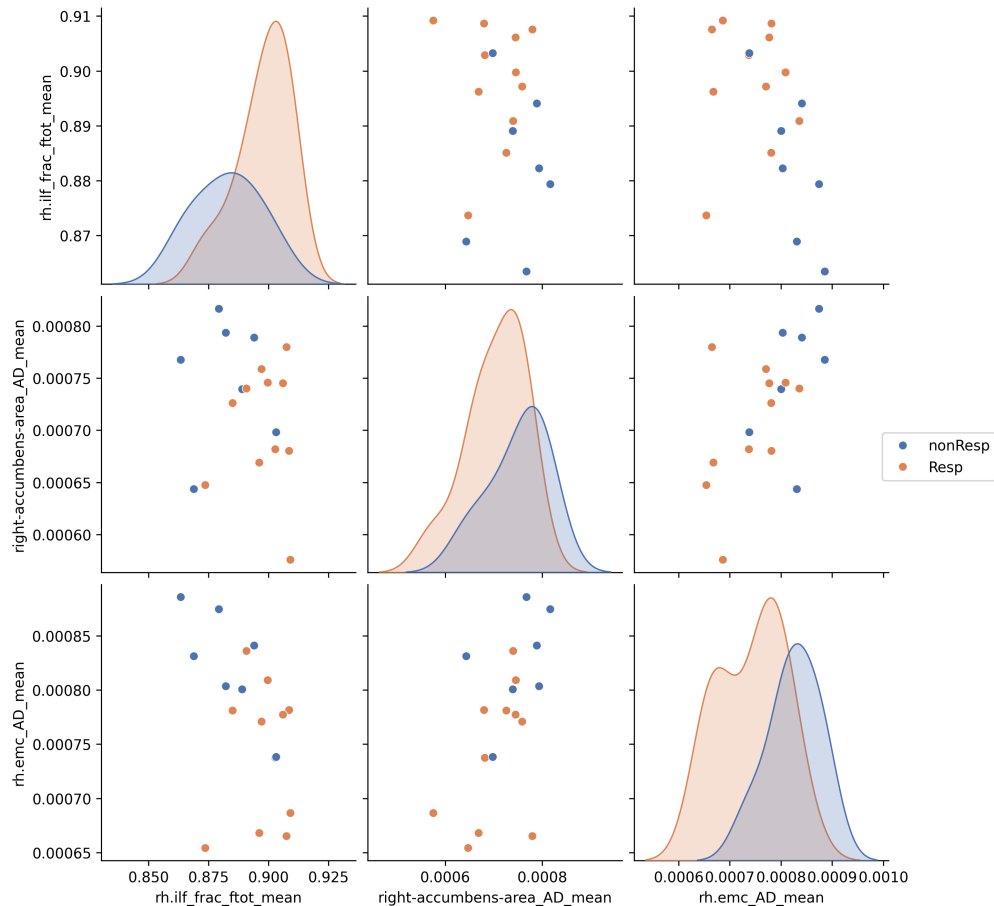 0.91
0.90
0.89
0.88
0.87
rh.ilf_frac_ftot_mean
0.00080
0.00075
0.00070
0.00065
0.00060
right-accumbens-area_AD_mean
nonResp
Resp
0.00085
0.00080
0.00075
0.00070
0.00065
rh.emc_AD_mean
0.850 0.875 0.900 0.925
0.0006 0.0008
0.0006 0.0007 0.0008 0.0009 0.0010
rh.ilf_frac_ftot_mean
right-accumbens-area_AD_mean
rh.emc_AD_mean